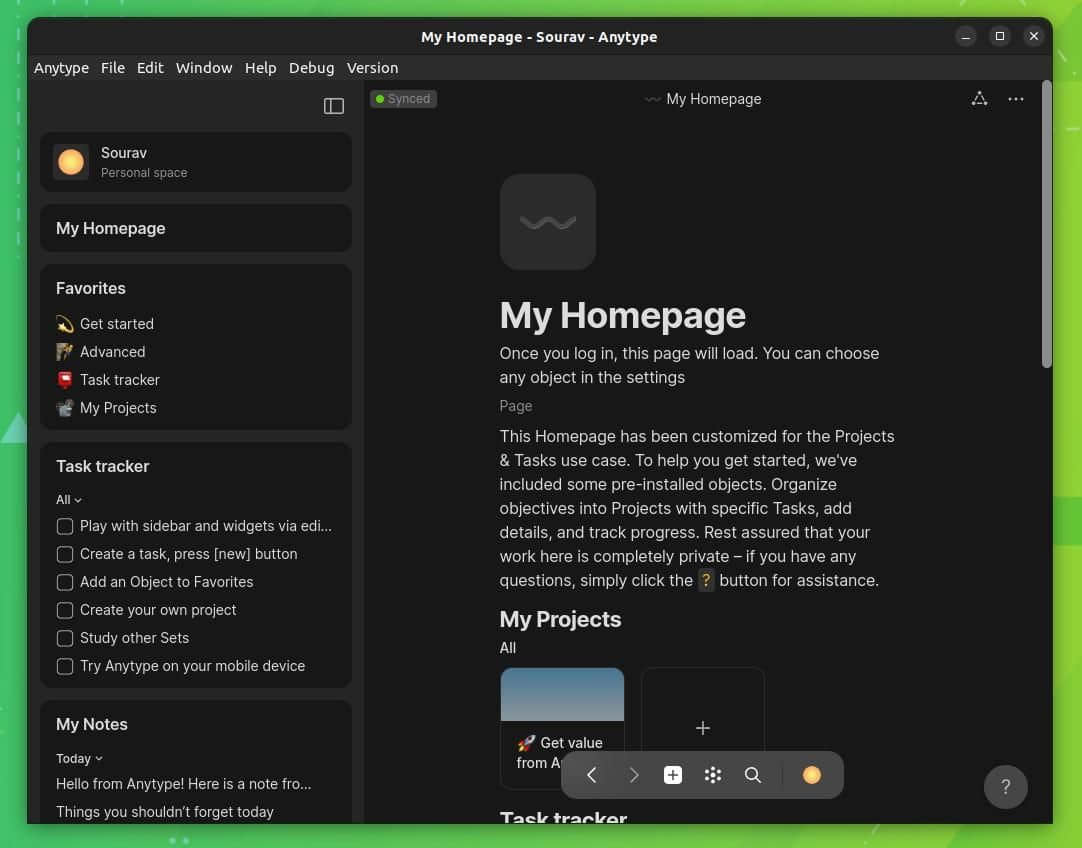 My Homepage - Sourav - Anytype
Anytype File Edit Window Help Debug Version
Sourav
Personal space
My Homepage
Favorites
Get started
Advanced
Task tracker
My Projects
Task tracker
All
Play with sidebar and widgets via edi...
Create a task, press [new] button
Add an Object to Favorites
Create your own project
Study other Sets
Try Anytype on your mobile device
My Notes
Today
Hello from Anytype! Here is a note fro...
Things you shouldn’t forget today
Synced
My Homepage
My Homepage
Once you log in, this page will load. You can choose
any object in the settings
Page
This Homepage has been customized for the Projects
& Tasks use case. To help you get started, we've
included some pre-installed objects. Organize
objectives into Projects with specific Tasks, add
details, and track progress. Rest assured that your
work here is completely private – if you have any
questions, simply click the ? button for assistance.
My Projects
All
🚀 Get value
from A
Task tracker
?